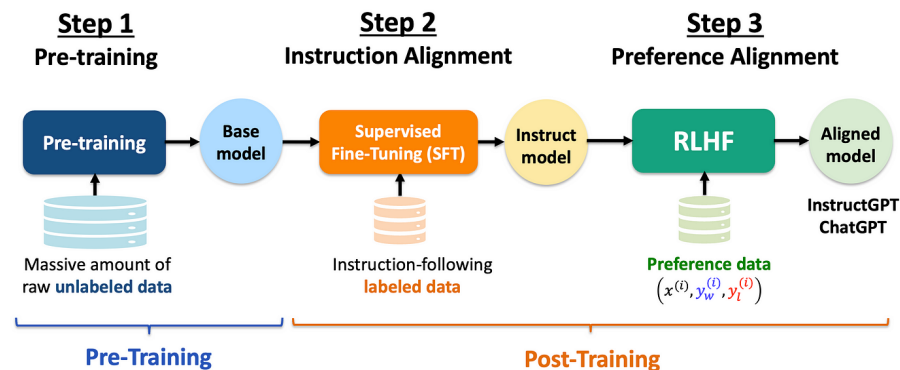 Step 1
Pre-training
Step 2
Instruction Alignment
Step 3
Preference Alignment
Pre-training
Base
model
Supervised
Fine-Tuning (SFT)
Instruct
model
RLHF
Aligned
model
InstructGPT
ChatGPT
Massive amount of
raw unlabeled data
Instruction-following
labeled data
Preference data
(x^{(i)}, y_w^{(i)}, y_l^{(i)})
Pre-Training
Post-Training